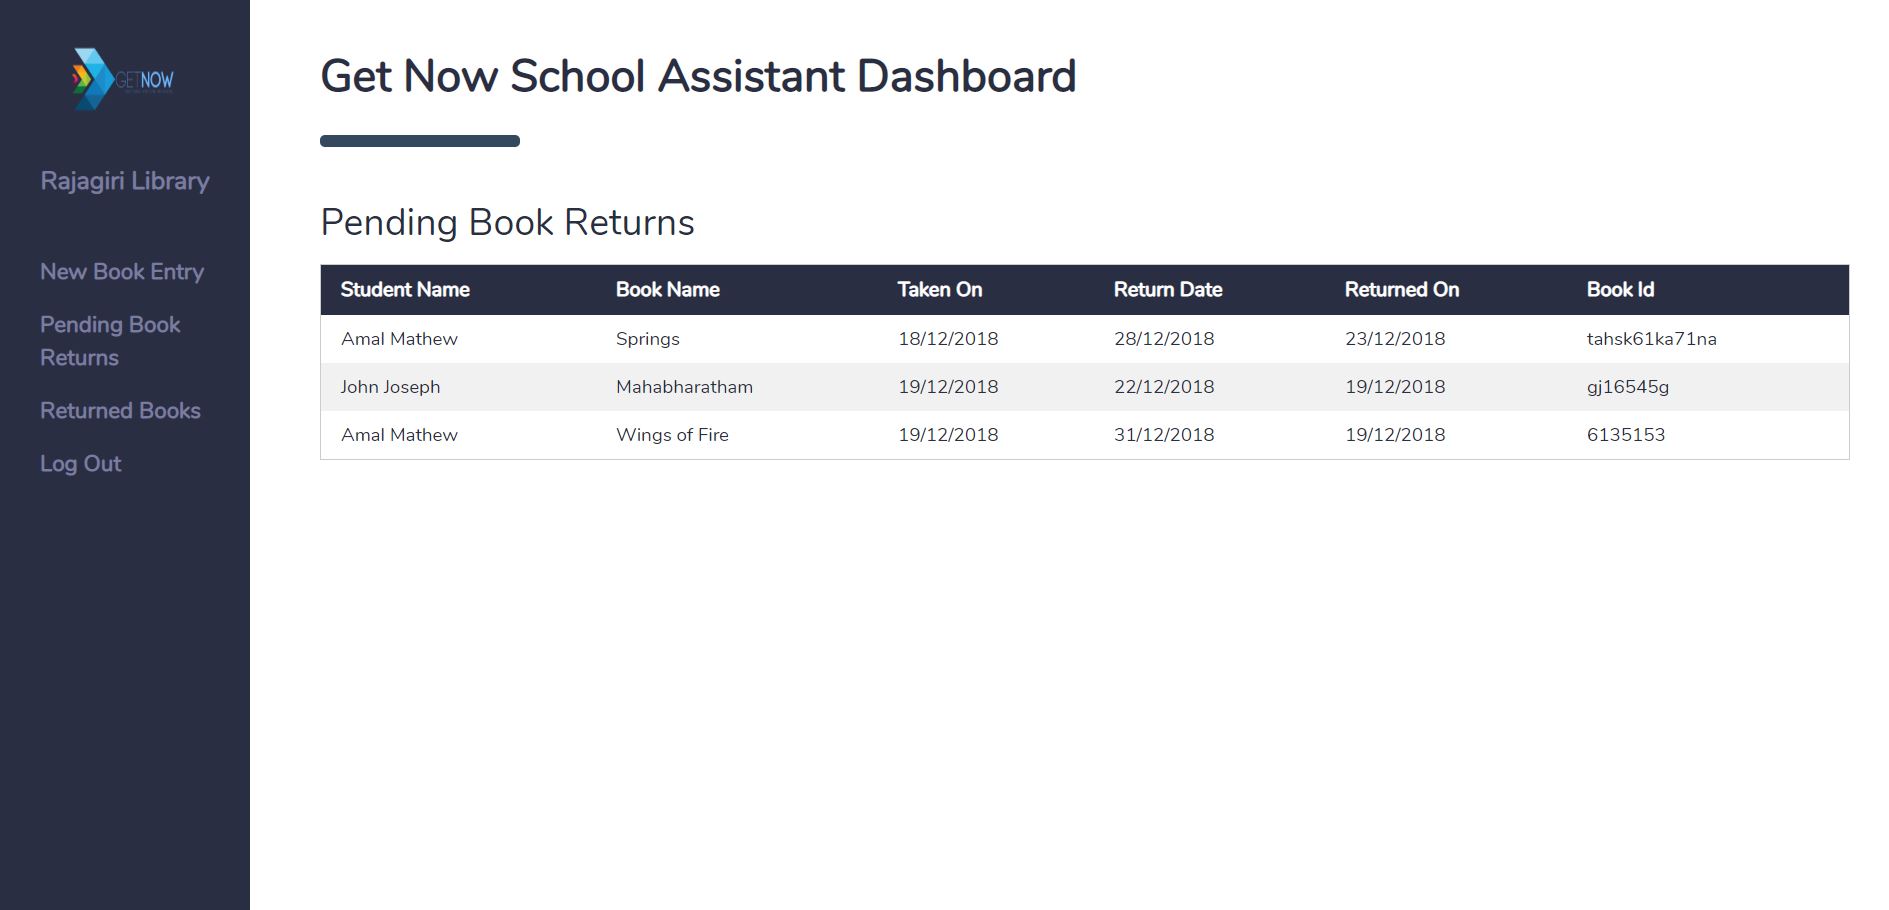 GETNOW
Rajagiri Library
New Book Entry
Pending Book
Returns
Returned Books
Log Out
Get Now School Assistant Dashboard
Pending Book Returns
Student Name Book Name Taken On Return Date Returned On Book Id
Amal Mathew Springs 18/12/2018 28/12/2018 23/12/2018 tahsk61ka71na
John Joseph Mahabharatham 19/12/2018 22/12/2018 19/12/2018 gj16545g
Amal Mathew Wings of Fire 19/12/2018 31/12/2018 19/12/2018 6135153